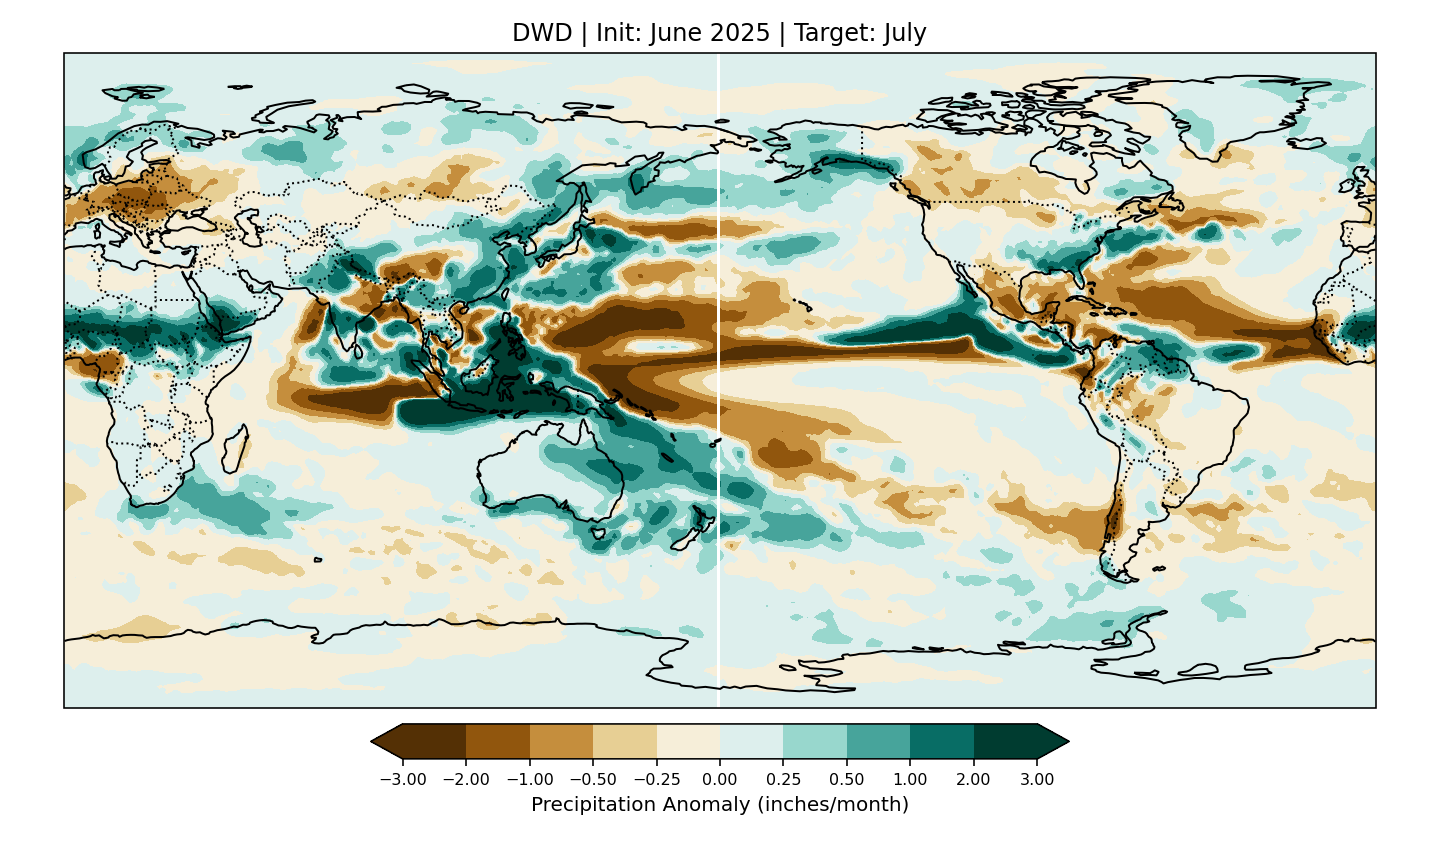 DWD | Init: June 2025 | Target: July
−3.00 −2.00 −1.00 −0.50 −0.25 0.00 0.25 0.50 1.00 2.00 3.00
Precipitation Anomaly (inches/month)